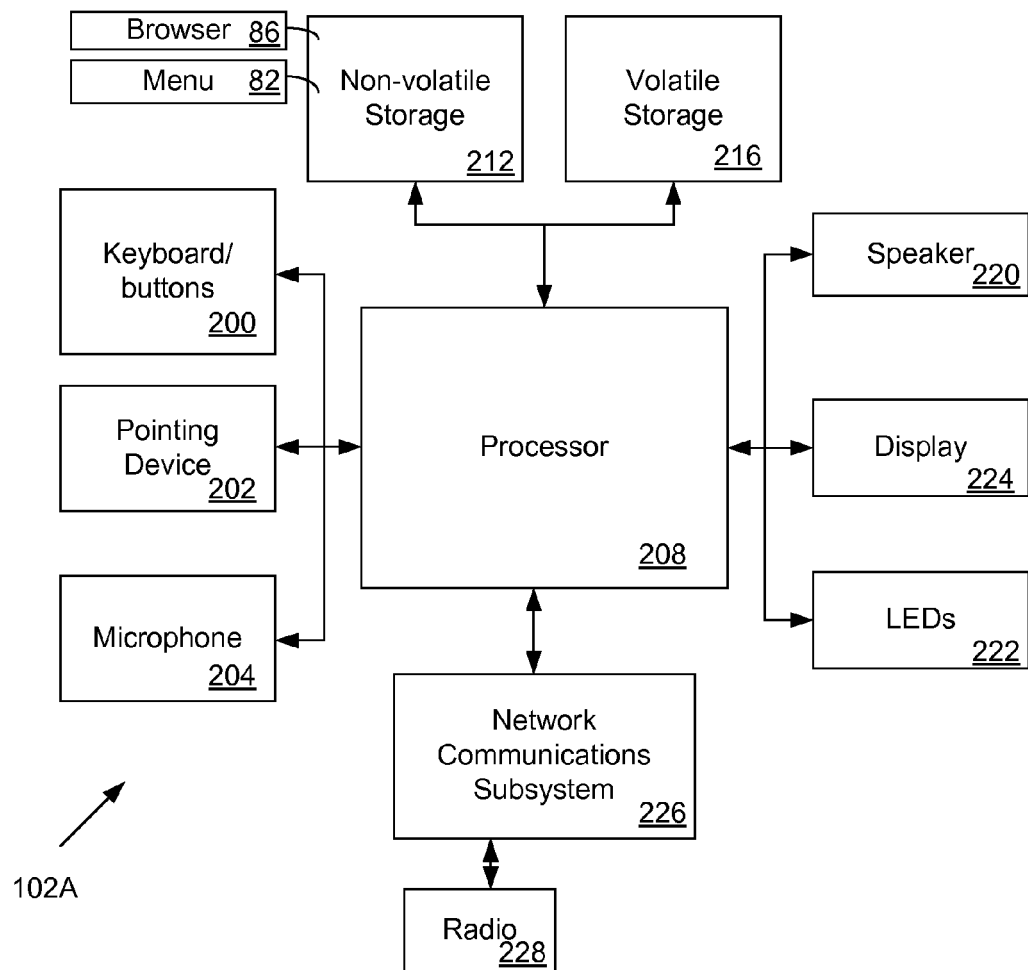 Browser 86
Menu 82
Non-volatile
Storage
212
Volatile
Storage
216
Keyboard/
buttons
200
Pointing
Device
202
Microphone
204
Processor
208
Speaker
220
Display
224
LEDs
222
Network
Communications
Subsystem
226
Radio
228
102A